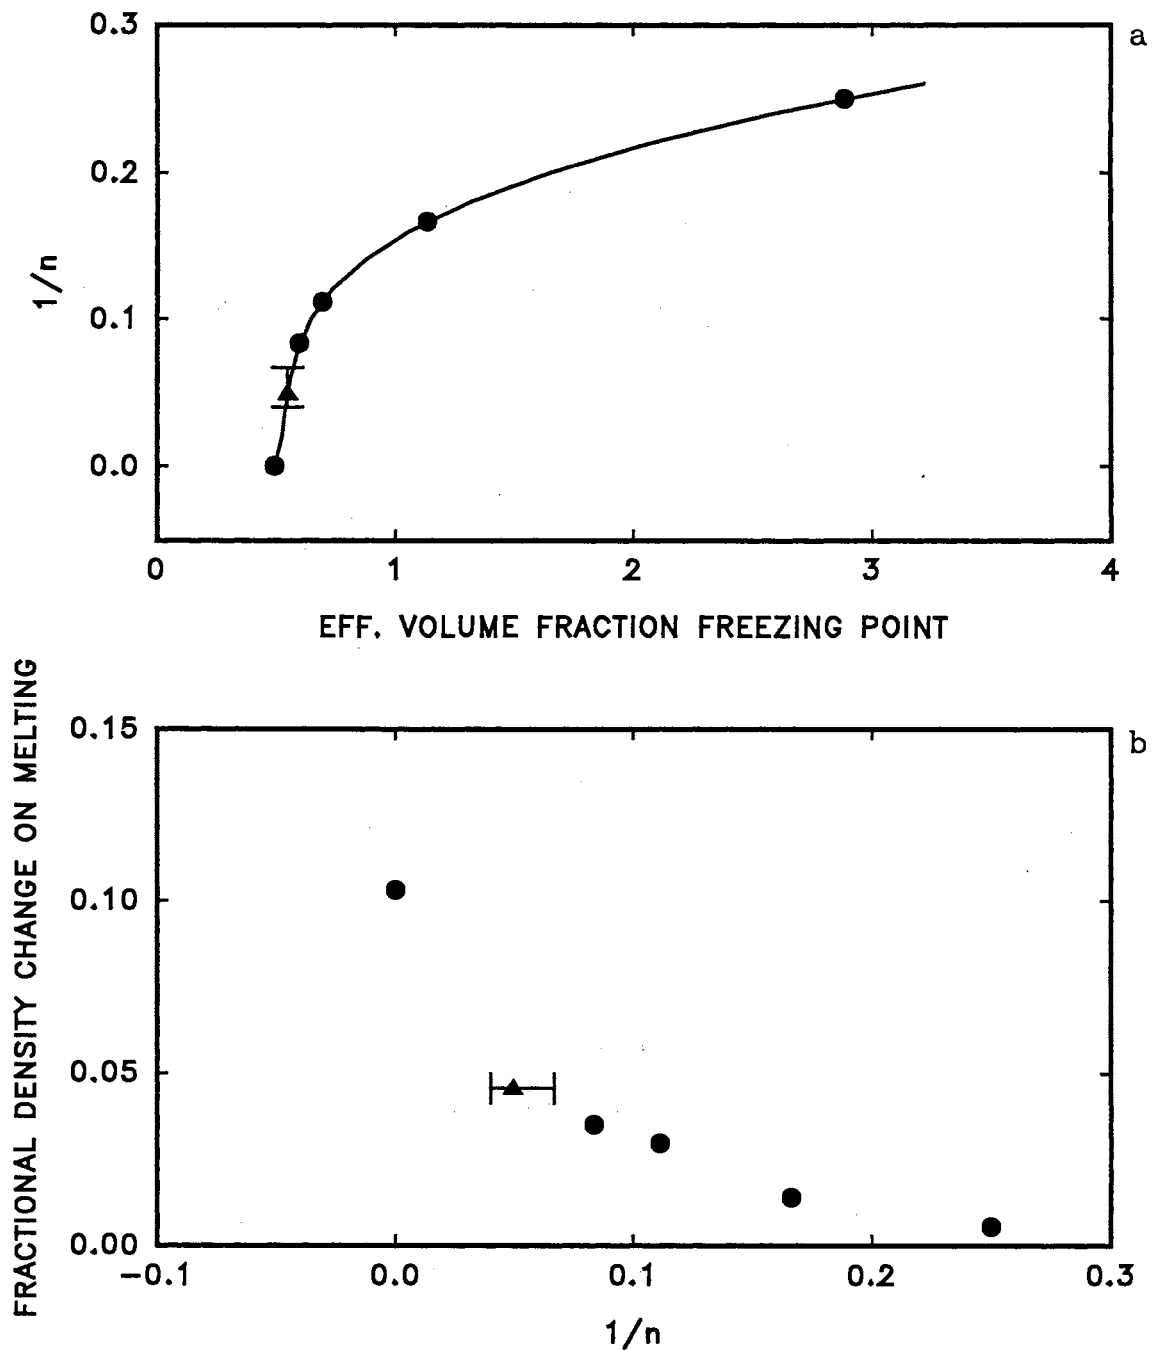 a
0.3
0.2
0.1
0.0
1/n
0 1 2 3 4
EFF. VOLUME FRACTION FREEZING POINT
b
0.15
0.10
0.05
0.00
FRACTIONAL DENSITY CHANGE ON MELTING
−0.1 0.0 0.1 0.2 0.3
1/n